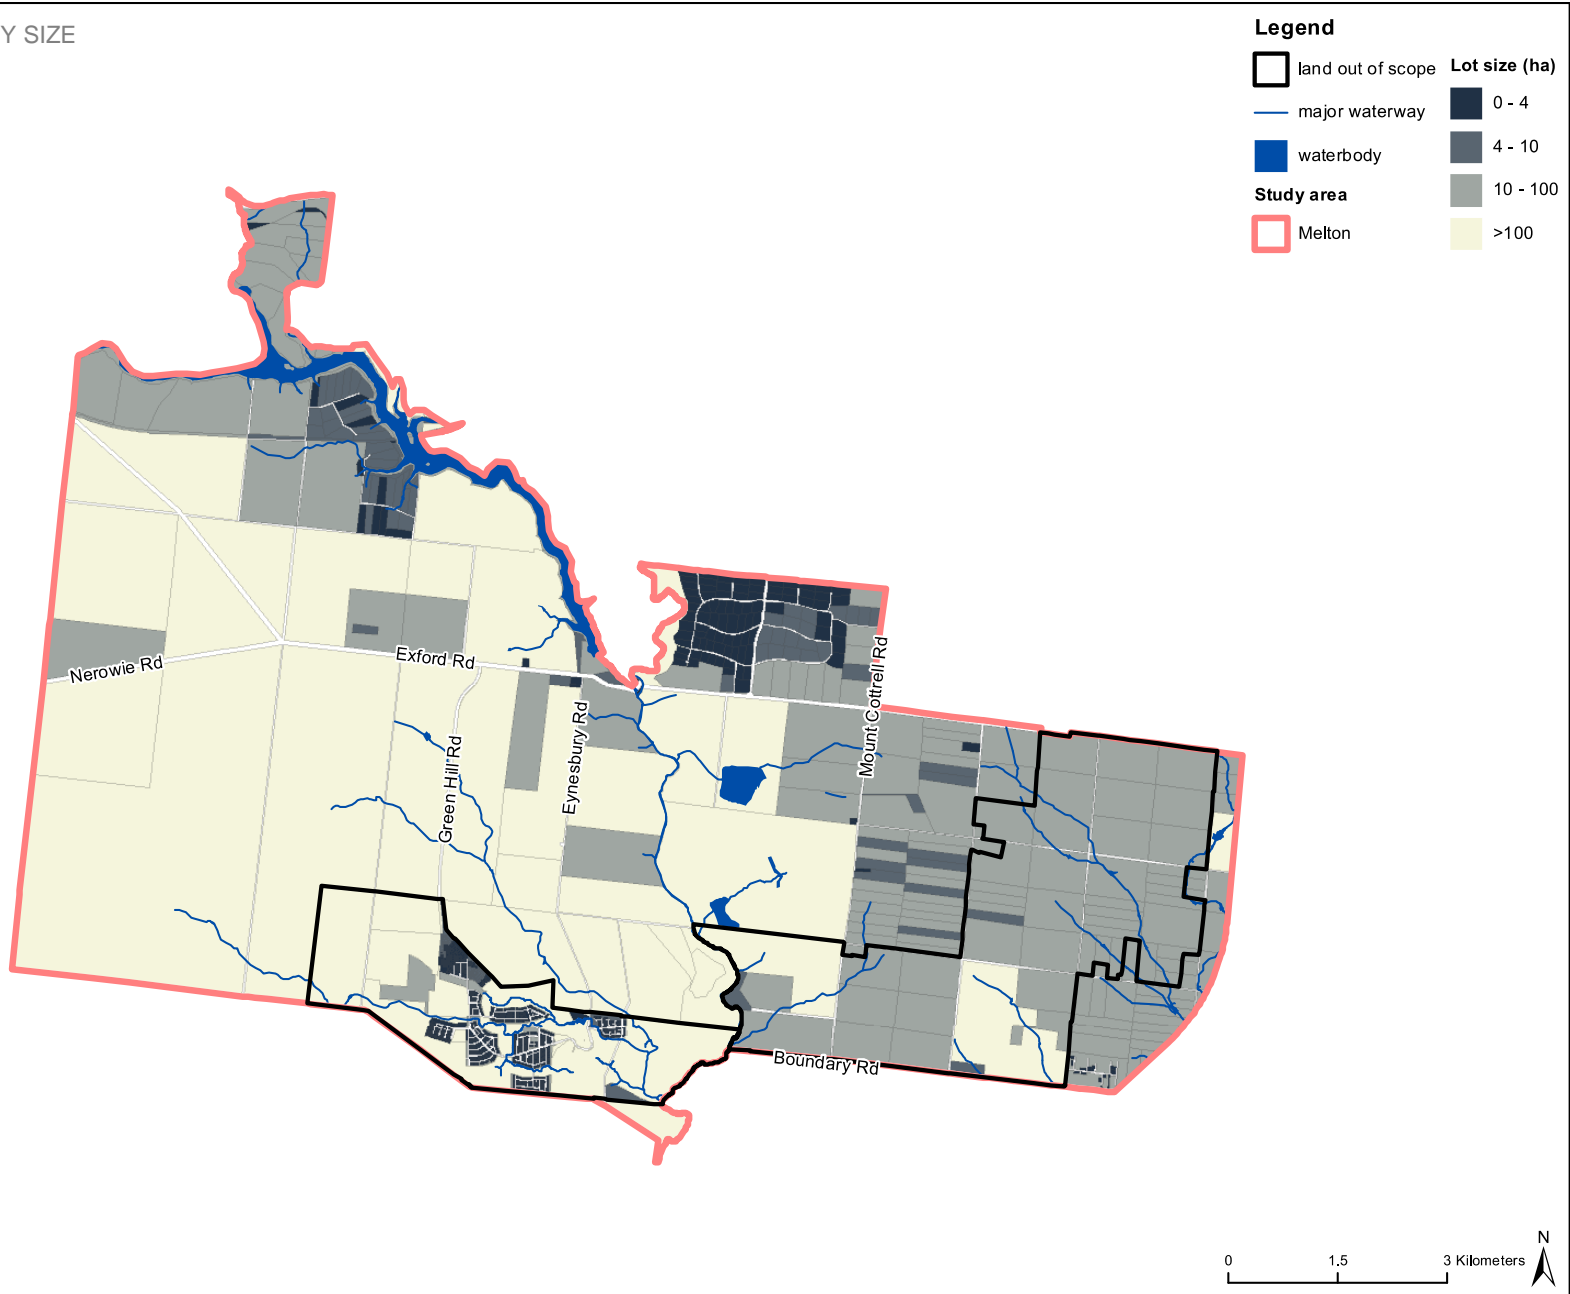 Y SIZE
Legend
land out of scope
major waterway
waterbody
Study area
Melton
Lot size (ha)
0 - 4
4 - 10
10 - 100
>100
Nerowie Rd
Exford Rd
Green Hill Rd
Eynesbury Rd
Mount Cottrell Rd
Boundary Rd
N
0 1.5 3 Kilometers